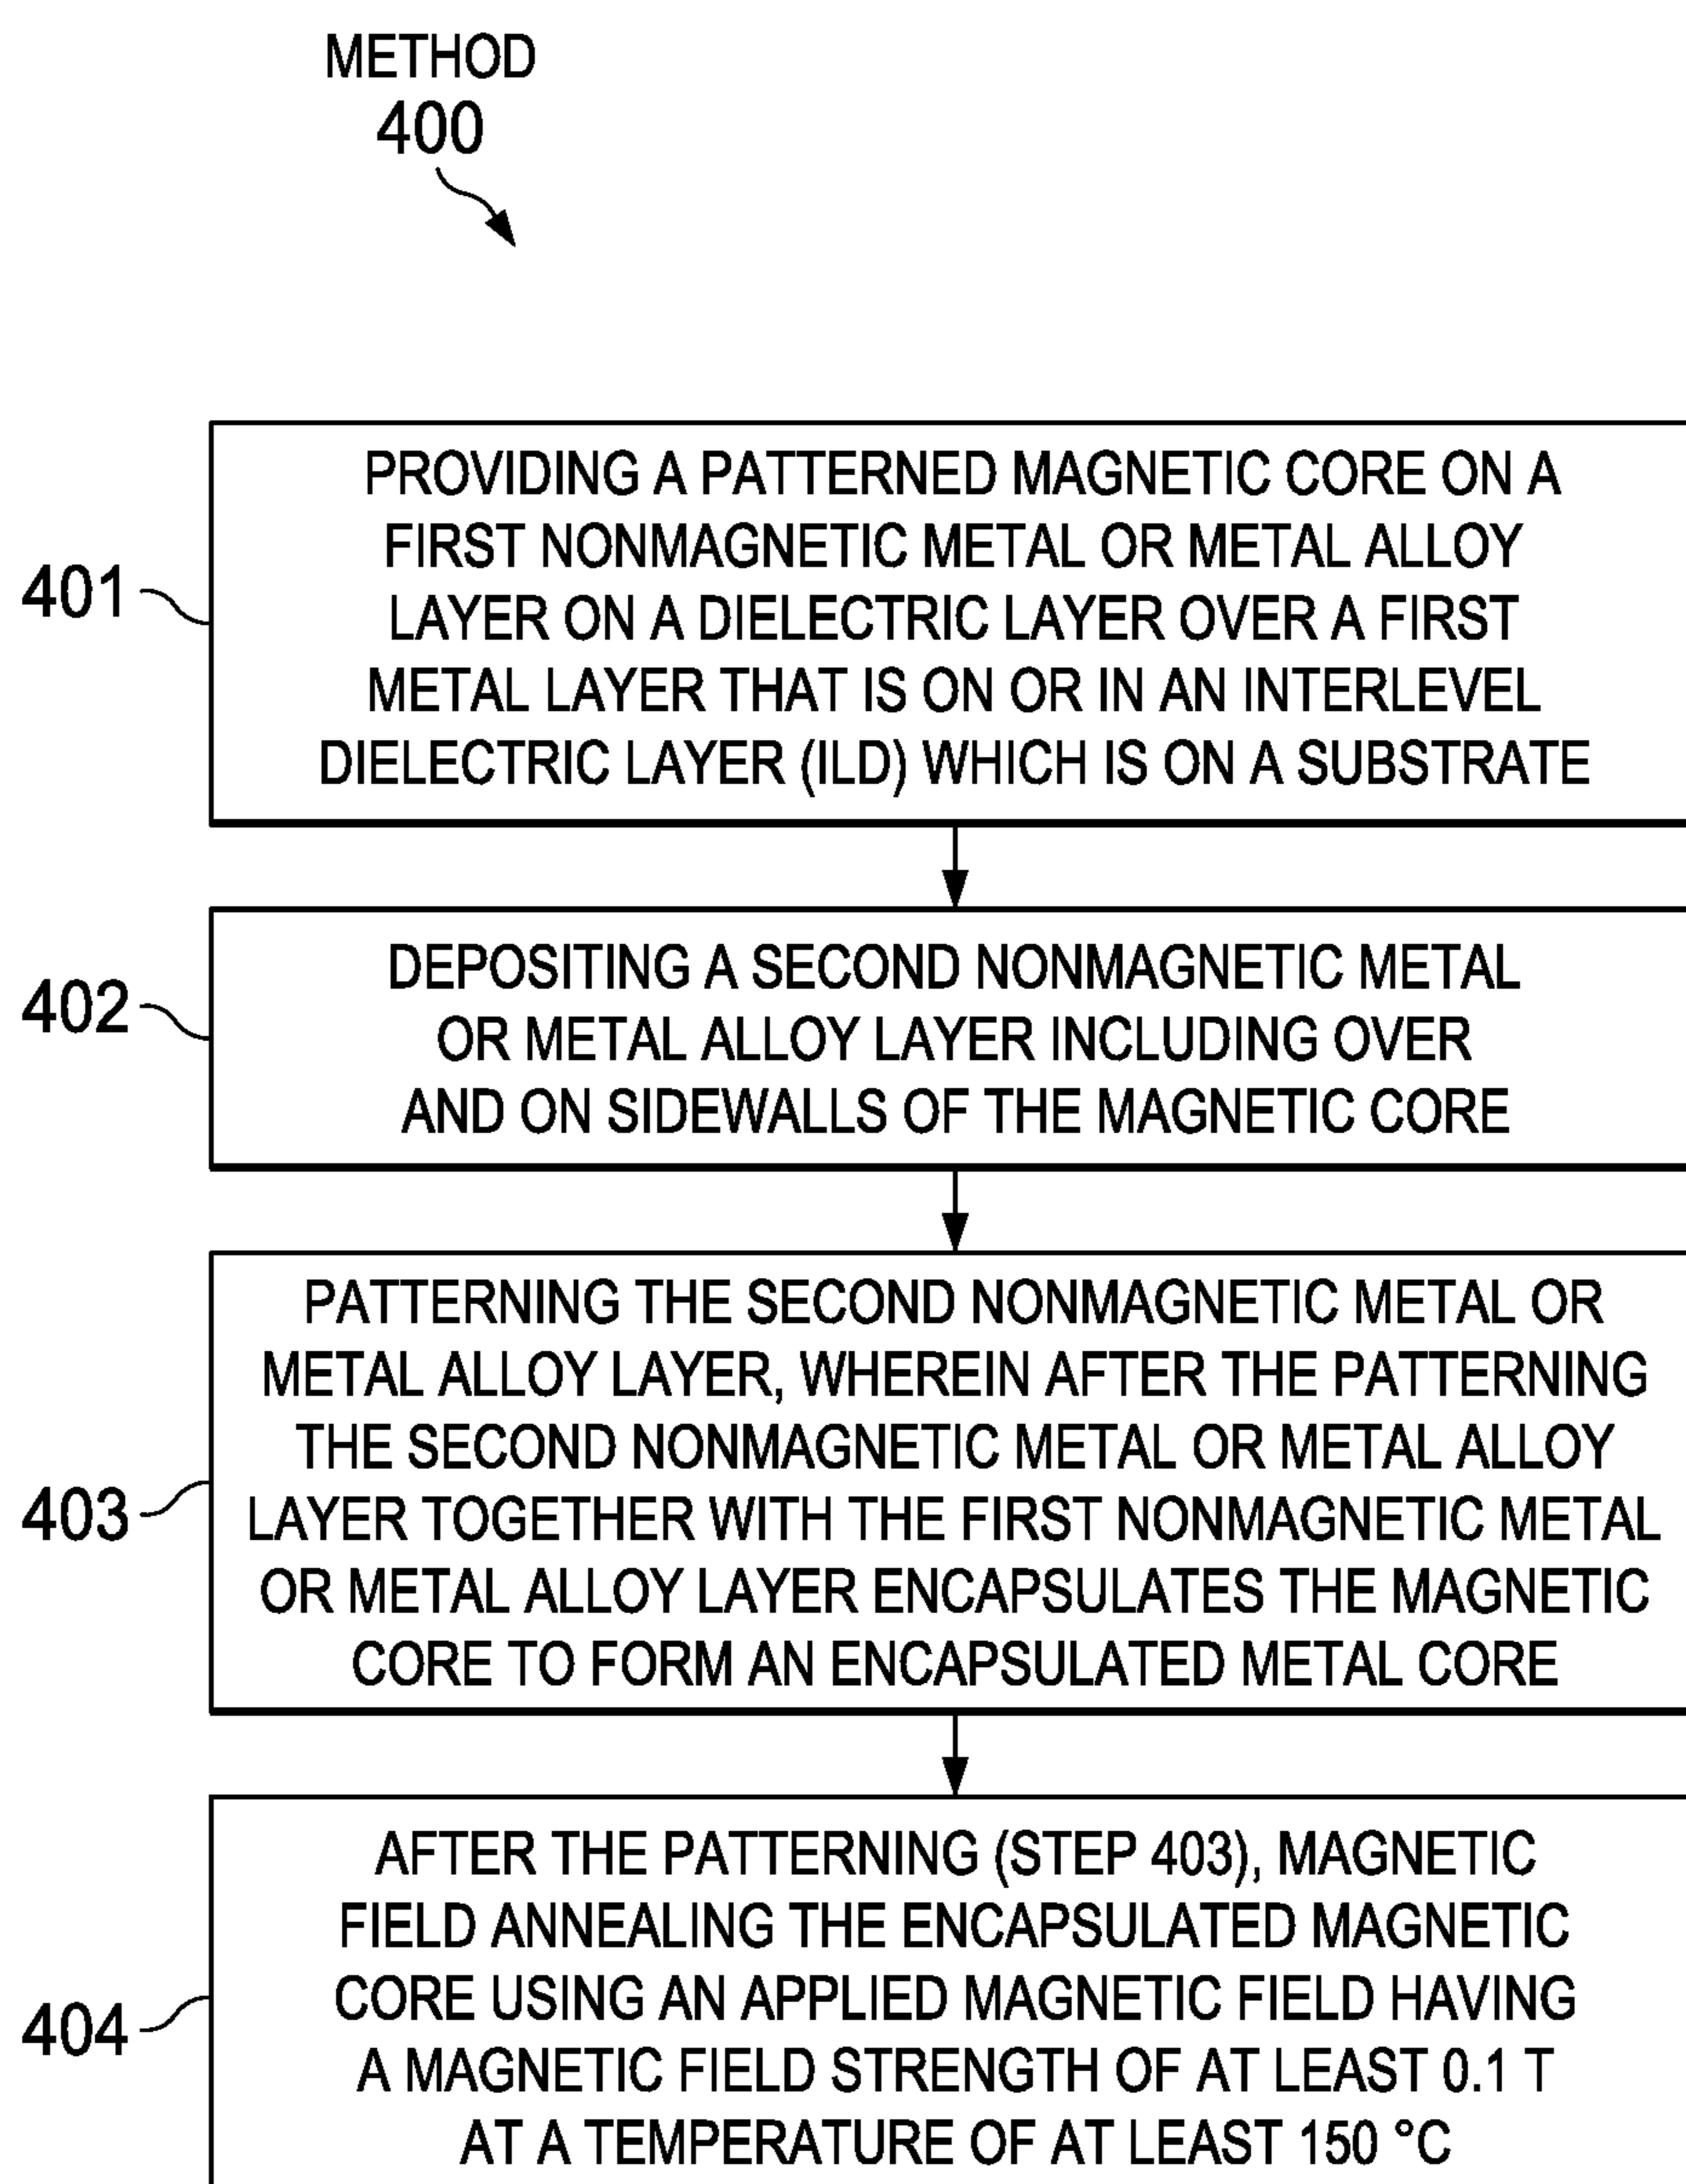 METHOD
400
401
PROVIDING A PATTERNED MAGNETIC CORE ON A
FIRST NONMAGNETIC METAL OR METAL ALLOY
LAYER ON A DIELECTRIC LAYER OVER A FIRST
METAL LAYER THAT IS ON OR IN AN INTERLEVEL
DIELECTRIC LAYER (ILD) WHICH IS ON A SUBSTRATE
402
DEPOSITING A SECOND NONMAGNETIC METAL
OR METAL ALLOY LAYER INCLUDING OVER
AND ON SIDEWALLS OF THE MAGNETIC CORE
403
PATTERNING THE SECOND NONMAGNETIC METAL OR
METAL ALLOY LAYER, WHEREIN AFTER THE PATTERNING
THE SECOND NONMAGNETIC METAL OR METAL ALLOY
LAYER TOGETHER WITH THE FIRST NONMAGNETIC METAL
OR METAL ALLOY LAYER ENCAPSULATES THE MAGNETIC
CORE TO FORM AN ENCAPSULATED METAL CORE
404
AFTER THE PATTERNING (STEP 403), MAGNETIC
FIELD ANNEALING THE ENCAPSULATED MAGNETIC
CORE USING AN APPLIED MAGNETIC FIELD HAVING
A MAGNETIC FIELD STRENGTH OF AT LEAST 0.1 T
AT A TEMPERATURE OF AT LEAST 150 °C